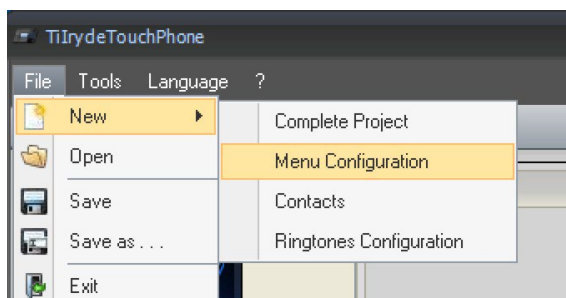 TiIrydeTouchPhone
File Tools Language ?
New
Open
Save
Save as . . .
Exit
Complete Project
Menu Configuration
Contacts
Ringtones Configuration